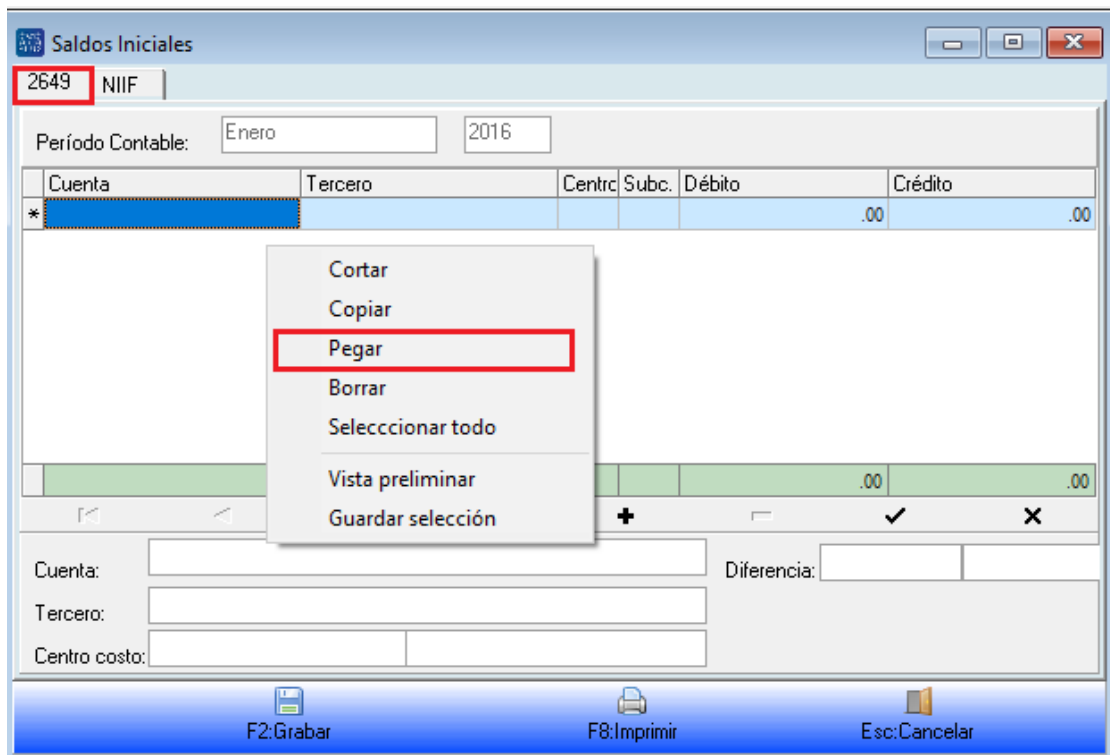 Saldos Iniciales
2649 NIIF
Período Contable: Enero 2016
Cuenta Tercero Centrc Subc. Débito Crédito
* .00 .00
Cortar
Copiar
Pegar
Borrar
Selecccionar todo
Vista preliminar
Guardar selección
.00 .00
Cuenta: Diferencia:
Tercero:
Centro costo:
F2:Grabar F8:Imprimir Esc:Cancelar